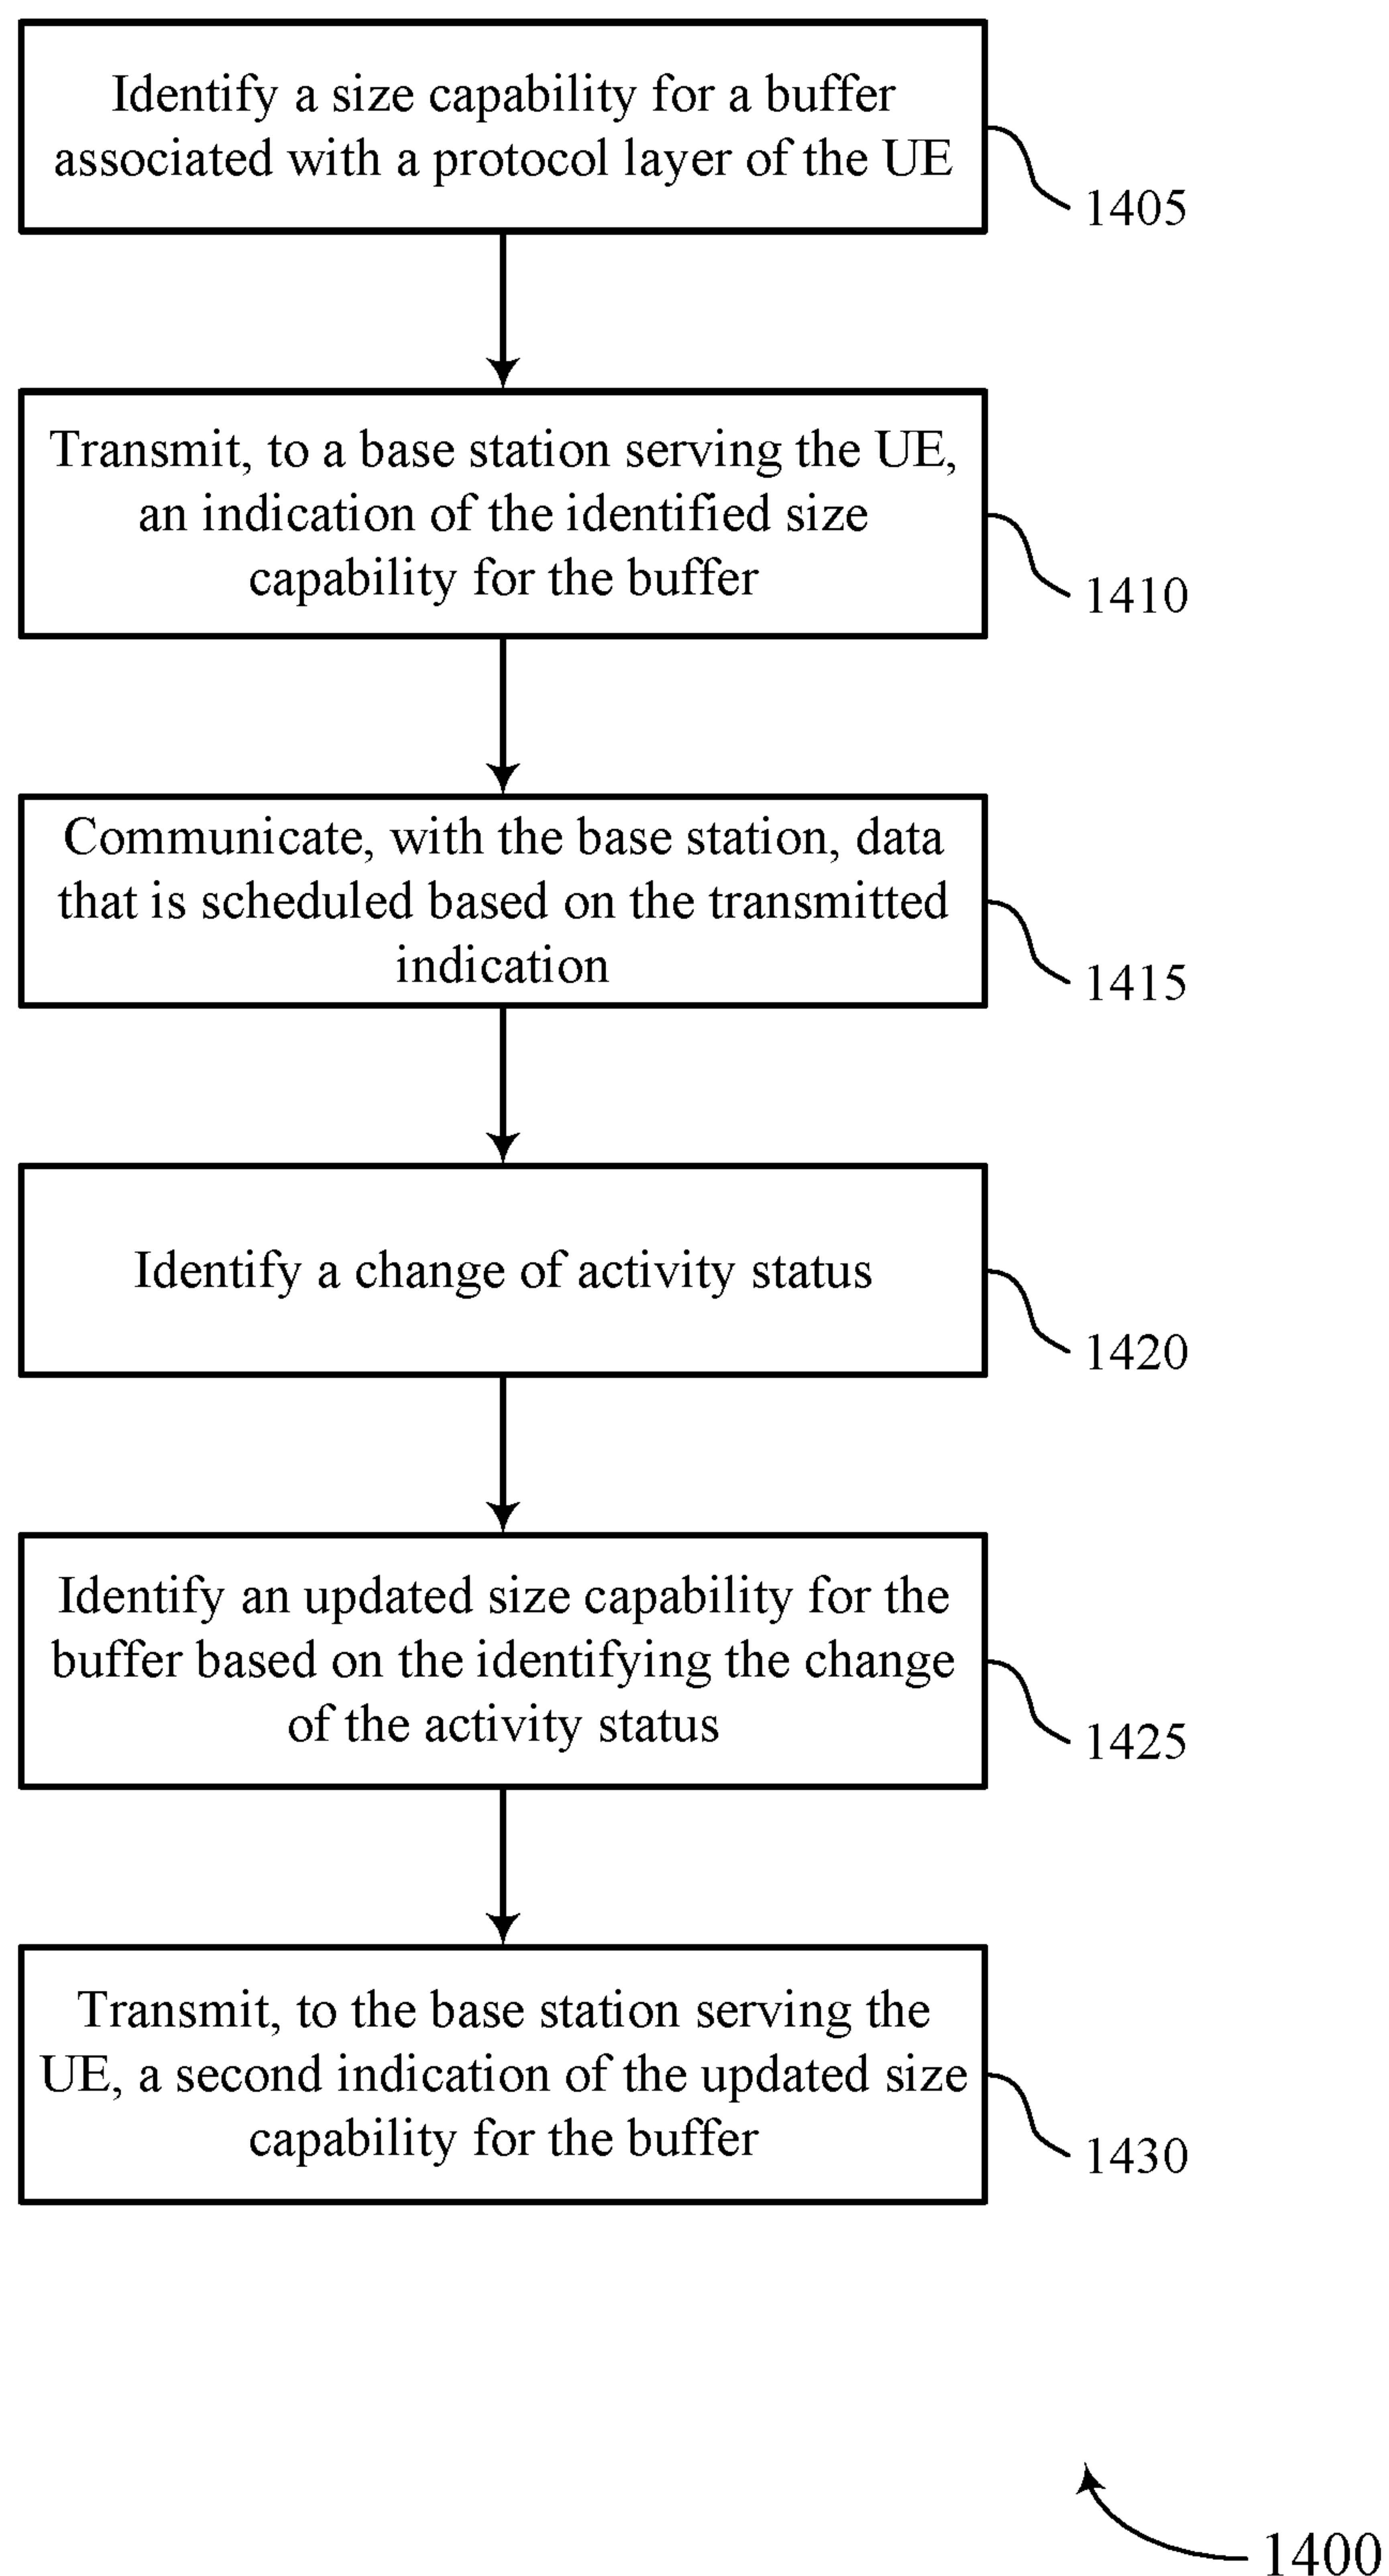 Identify a size capability for a buffer
associated with a protocol layer of the UE
1405
Transmit, to a base station serving the UE,
an indication of the identified size
capability for the buffer
1410
Communicate, with the base station, data
that is scheduled based on the transmitted
indication
1415
Identify a change of activity status
1420
Identify an updated size capability for the
buffer based on the identifying the change
of the activity status
1425
Transmit, to the base station serving the
UE, a second indication of the updated size
capability for the buffer
1430
1400